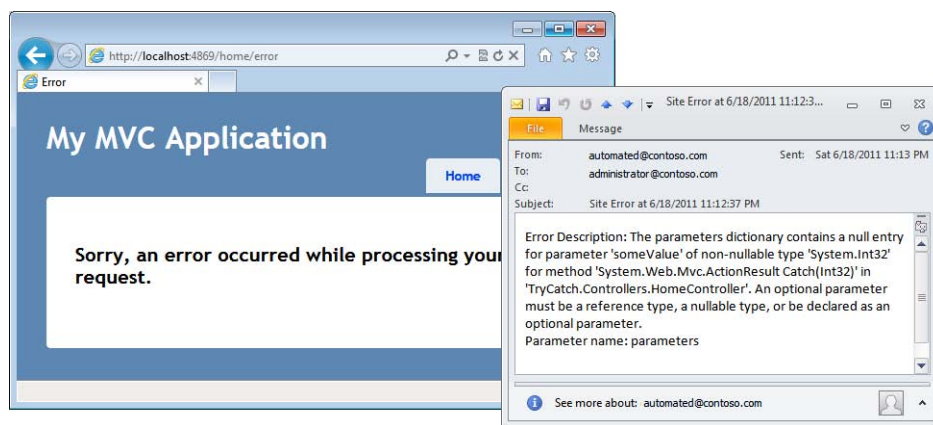 http://localhost:4869/home/error
Error
My MVC Application
Home
Sorry, an error occurred while processing your
request.
Site Error at 6/18/2011 11:12:3...
File Message
From: automated@contoso.com Sent: Sat 6/18/2011 11:13 PM
To: administrator@contoso.com
Cc:
Subject: Site Error at 6/18/2011 11:12:37 PM
Error Description: The parameters dictionary contains a null entry
for parameter 'someValue' of non-nullable type 'System.Int32'
for method 'System.Web.Mvc.ActionResult Catch(Int32)' in
'TryCatch.Controllers.HomeController'. An optional parameter
must be a reference type, a nullable type, or be declared as an
optional parameter.
Parameter name: parameters
See more about: automated@contoso.com